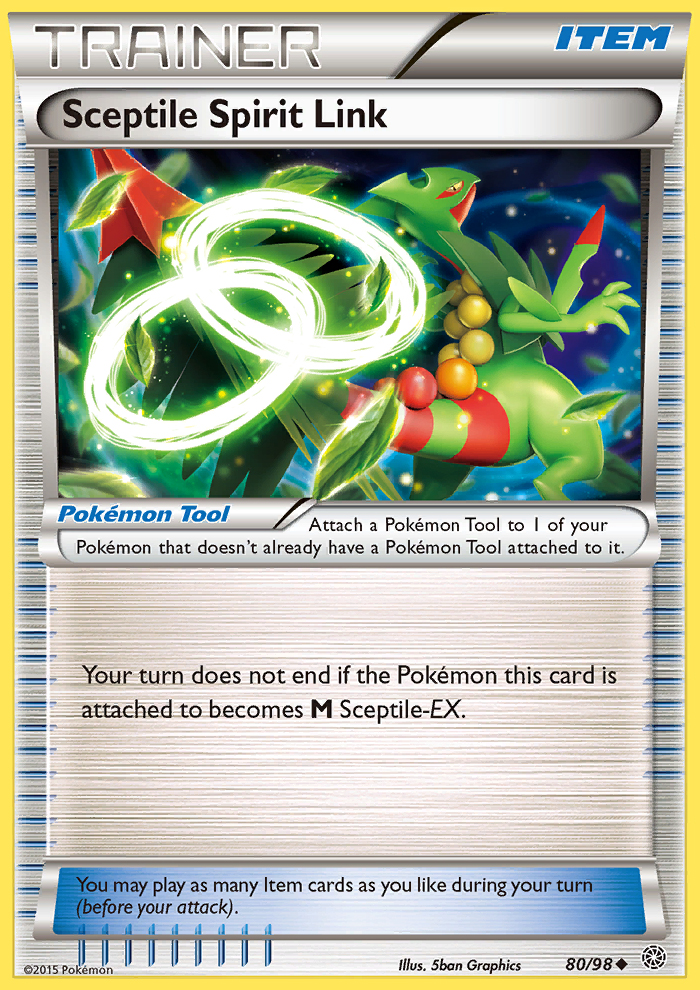 TRAINER
ITEM
Sceptile Spirit Link
Pokémon Tool
Attach a Pokémon Tool to 1 of your
Pokémon that doesn't already have a Pokémon Tool attached to it.
Your turn does not end if the Pokémon this card is
attached to becomes M Sceptile-EX.
You may play as many Item cards as you like during your turn
(before your attack).
©2015 Pokémon
Illus. 5ban Graphics
80/98